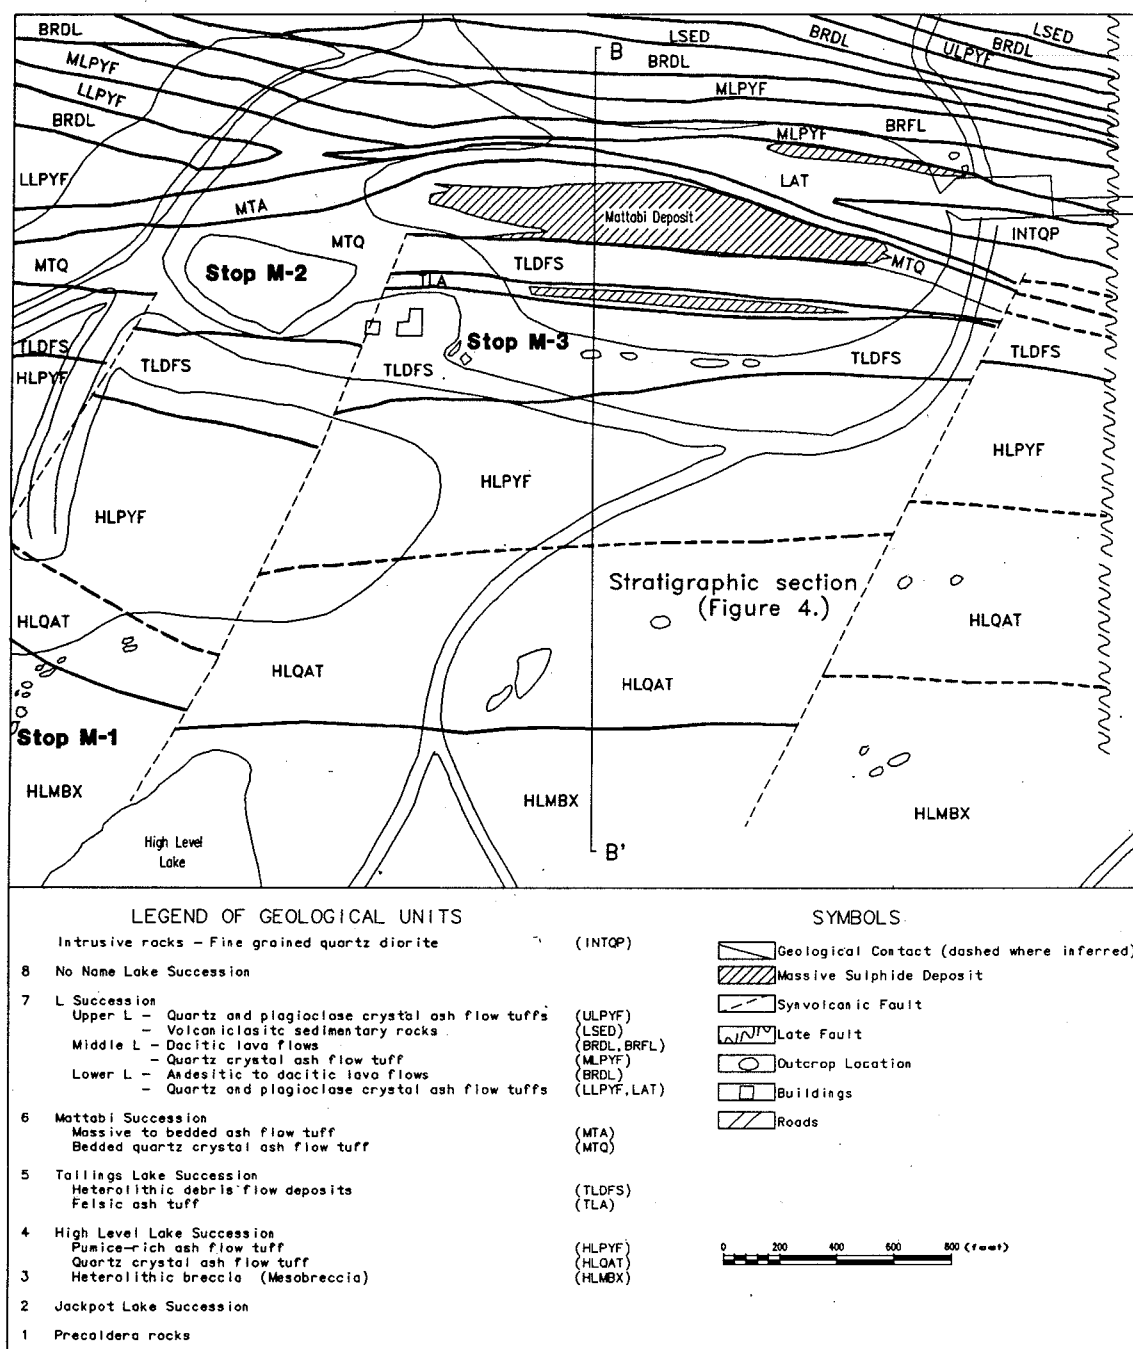 BRDL
LSED
BRDL
LSED
BRDL
ULPYF
B
BRDL
MLPYF
MLPYF
LLPYF
BRDL
MLPYF
BRFL
LLPYF
LAT
MTA
Mattabi Deposit
INTQP
MTQ
MTQ
Stop M-2
TLDFS
MTQ
TLA
Stop M-3
TLDFS
HLPYF
TLDFS
TLDFS
TLDFS
TLDFS
HLPYF
HLPYF
HLPYF
Stratigraphic section
(Figure 4.)
HLQAT
HLQAT
HLQAT
HLQAT
Stop M-1
HLMBX
HLMBX
HLMBX
High Level
Lake
B'
LEGEND OF GEOLOGICAL UNITS
Intrusive rocks – Fine grained quartz diorite (INTQP)
8 No Name Lake Succession
7 L Succession
Upper L – Quartz and plagioclase crystal ash flow tuffs (ULPYF)
– Volcaniclasitc sedimentary rocks (LSED)
Middle L – Dacitic lava flows (BRDL, BRFL)
– Quartz crystal ash flow tuff (MLPYF)
Lower L – Andesitic to dacitic lava flows (BRDL)
– Quartz and plagioclase crystal ash flow tuffs (LLPYF, LAT)
6 Mattabi Succession
Massive to bedded ash flow tuff (MTA)
Bedded quartz crystal ash flow tuff (MTQ)
5 Tailings Lake Succession
Heterolithic debris flow deposits (TLDFS)
Felsic ash tuff (TLA)
4 High Level Lake Succession
Pumice-rich ash flow tuff (HLPYF)
Quartz crystal ash flow tuff (HLQAT)
3 Heterolithic breccia (Mesobreccia) (HLMBX)
2 Jackpot Lake Succession
1 Precaldera rocks
SYMBOLS
Geological Contact (dashed where inferred)
Massive Sulphide Deposit
Synvolcanic Fault
Late Fault
Outcrop Location
Buildings
Roads
0 200 400 600 800 (feet)